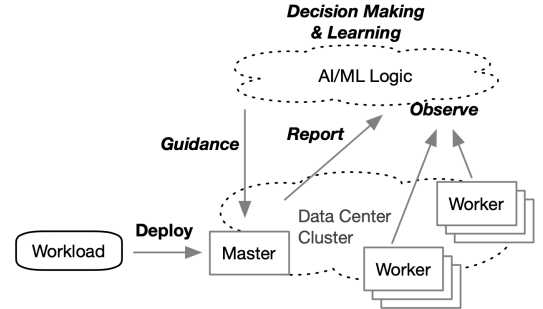 Decision Making
& Learning
AI/ML Logic
Observe
Report
Guidance
Worker
Data Center
Cluster
Deploy
Workload
Master
Worker